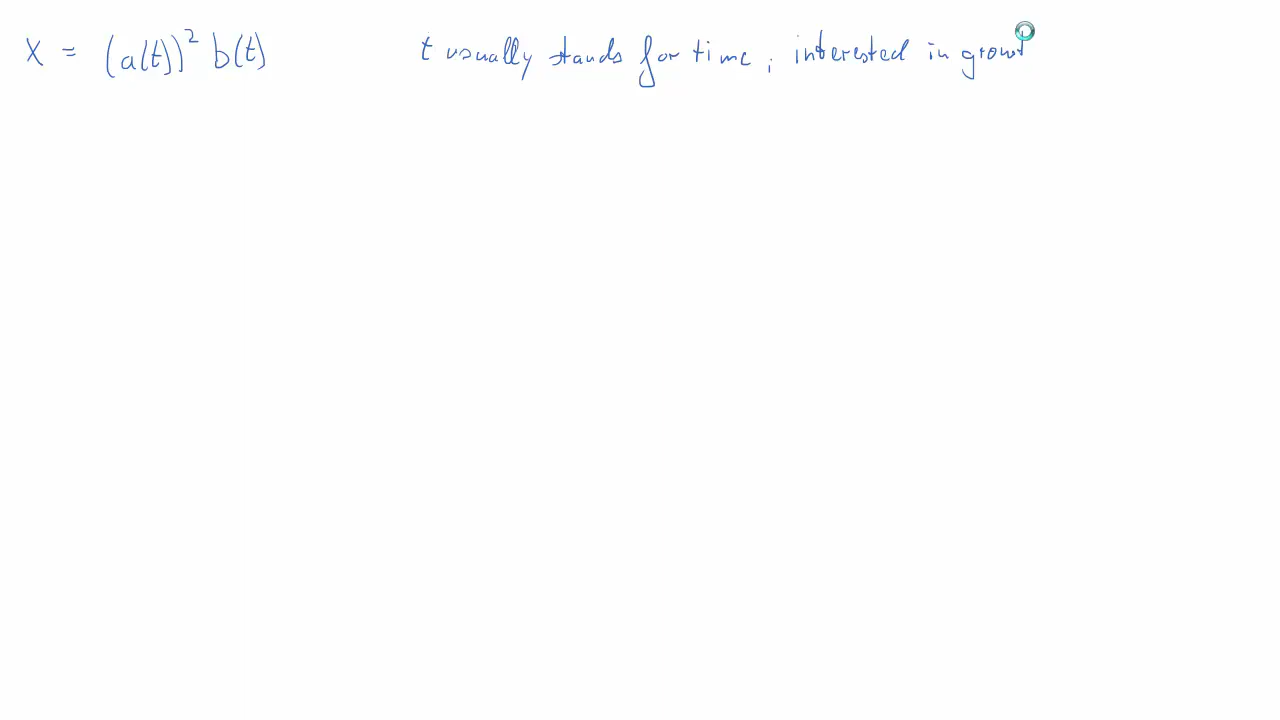 x = (a(t))² b(t) t usually stands for time ; interested in growt